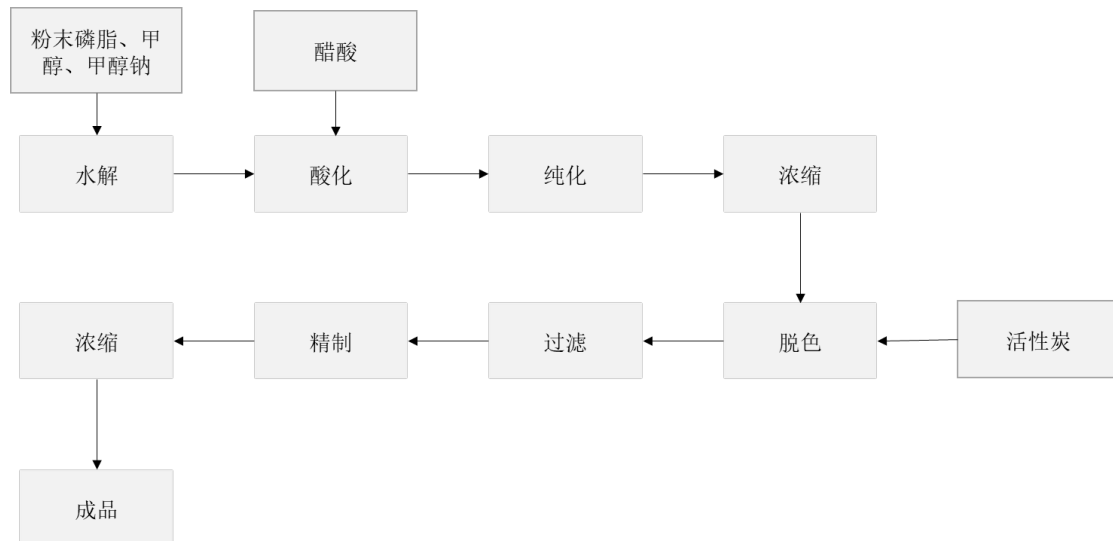 粉末磷脂、甲
醇、甲醇钠
醋酸
水解
酸化
纯化
浓缩
浓缩
精制
过滤
脱色
活性炭
成品